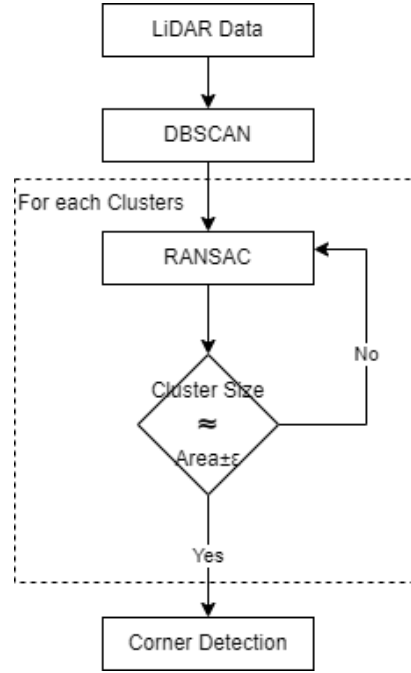 LiDAR Data
DBSCAN
For each Clusters
RANSAC
Cluster Size
≈
Area±ε
No
Yes
Corner Detection